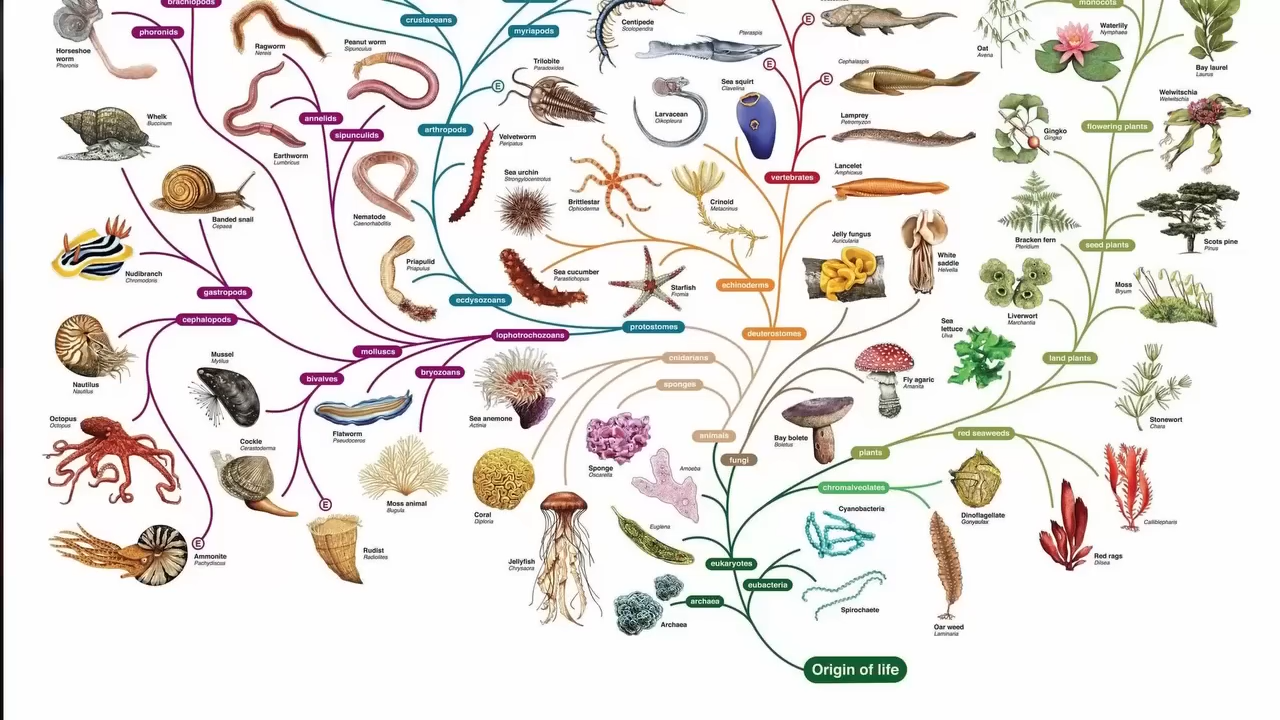 brachiopods
crustaceans
monocots
phoronids
myriapods
Centipede
Scolopendra
Horseshoe
worm
Phoronis
Ragworm
Nereis
Peanut worm
Sipunculus
E
Pteraspis
Oat
Avena
Waterlily
Nymphaea
Bay laurel
Laurus
Trilobite
Paradoxides
E
E
Cephalaspis
E
Sea squirt
Clavelina
Welwitschia
Welwitschia
Whelk
Buccinum
annelids
sipunculids
arthropods
Larvacean
Oikopleura
Lamprey
Petromyzon
flowering plants
Gingko
Gingko
Velvetworm
Peripatus
Earthworm
Lumbricus
Sea urchin
Strongylocentrotus
vertebrates
Lancelet
Amphioxus
Brittlestar
Ophioderma
Crinoid
Metacrinus
Banded snail
Cepaea
Nematode
Caenorhabditis
Jelly fungus
Auricularia
Bracken fern
Pteridium
seed plants
Scots pine
Pinus
White
saddle
Helvella
Priapulid
Priapulus
Sea cucumber
Parastichopus
Starfish
Fromia
echinoderms
Nudibranch
Chromodoris
gastropods
ecdysozoans
Moss
Bryum
Liverwort
Marchantia
cephalopods
lophotrochozoans
protostomes
deuterostomes
Sea
lettuce
Ulva
Mussel
Mytilus
molluscs
bryozoans
cnidarians
land plants
Nautilus
Nautilus
bivalves
sponges
Fly agaric
Amanita
Octopus
Octopus
Flatworm
Pseudoceros
Sea anemone
Actinia
Stonewort
Chara
Cockle
Cerastoderma
animals
Bay bolete
Boletus
red seaweeds
fungi
plants
Sponge
Oscarella
Amoeba
chromalveolates
Moss animal
Bugula
E
Coral
Diploria
Cyanobacteria
Dinoflagellate
Gonyaulax
Calliblepharis
Euglena
E
Ammonite
Pachydiscus
Rudist
Radiolites
Jellyfish
Chrysaora
eukaryotes
Red rags
Dilsea
eubacteria
archaea
Spirochaete
Archaea
Oar weed
Laminaria
Origin of life